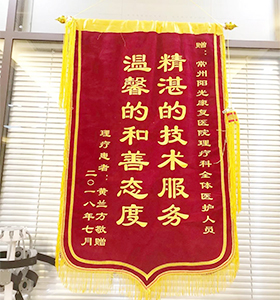 赠：常州阳光康复医院理疗科全体医护人员
精湛的技术服务
温馨的和善态度
理疗患者：黄兰方敬赠
二〇一八年七月